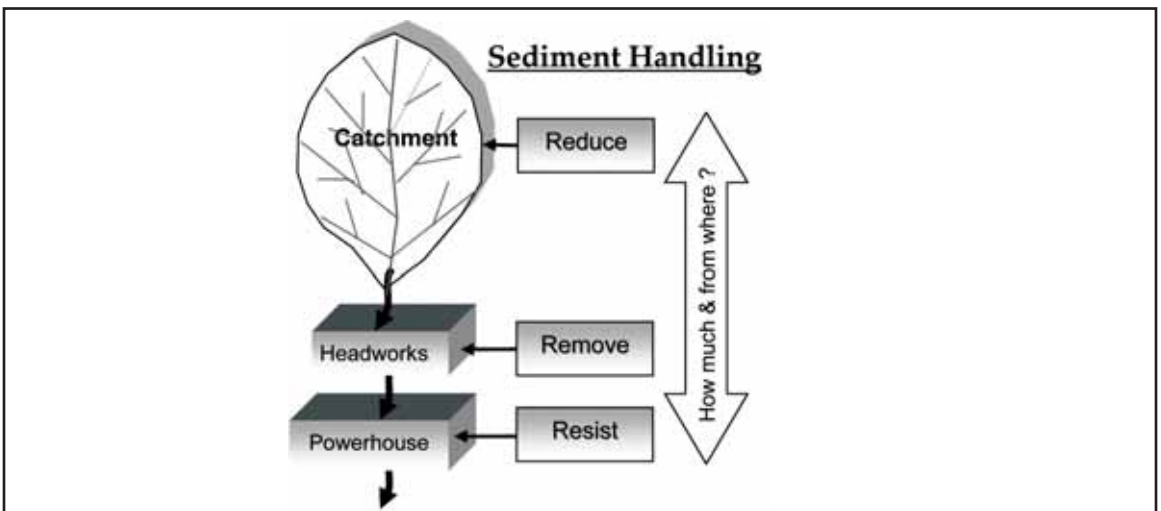 Sediment Handling
Catchment
Reduce
How much & from where ?
Headworks
Remove
Powerhouse
Resist